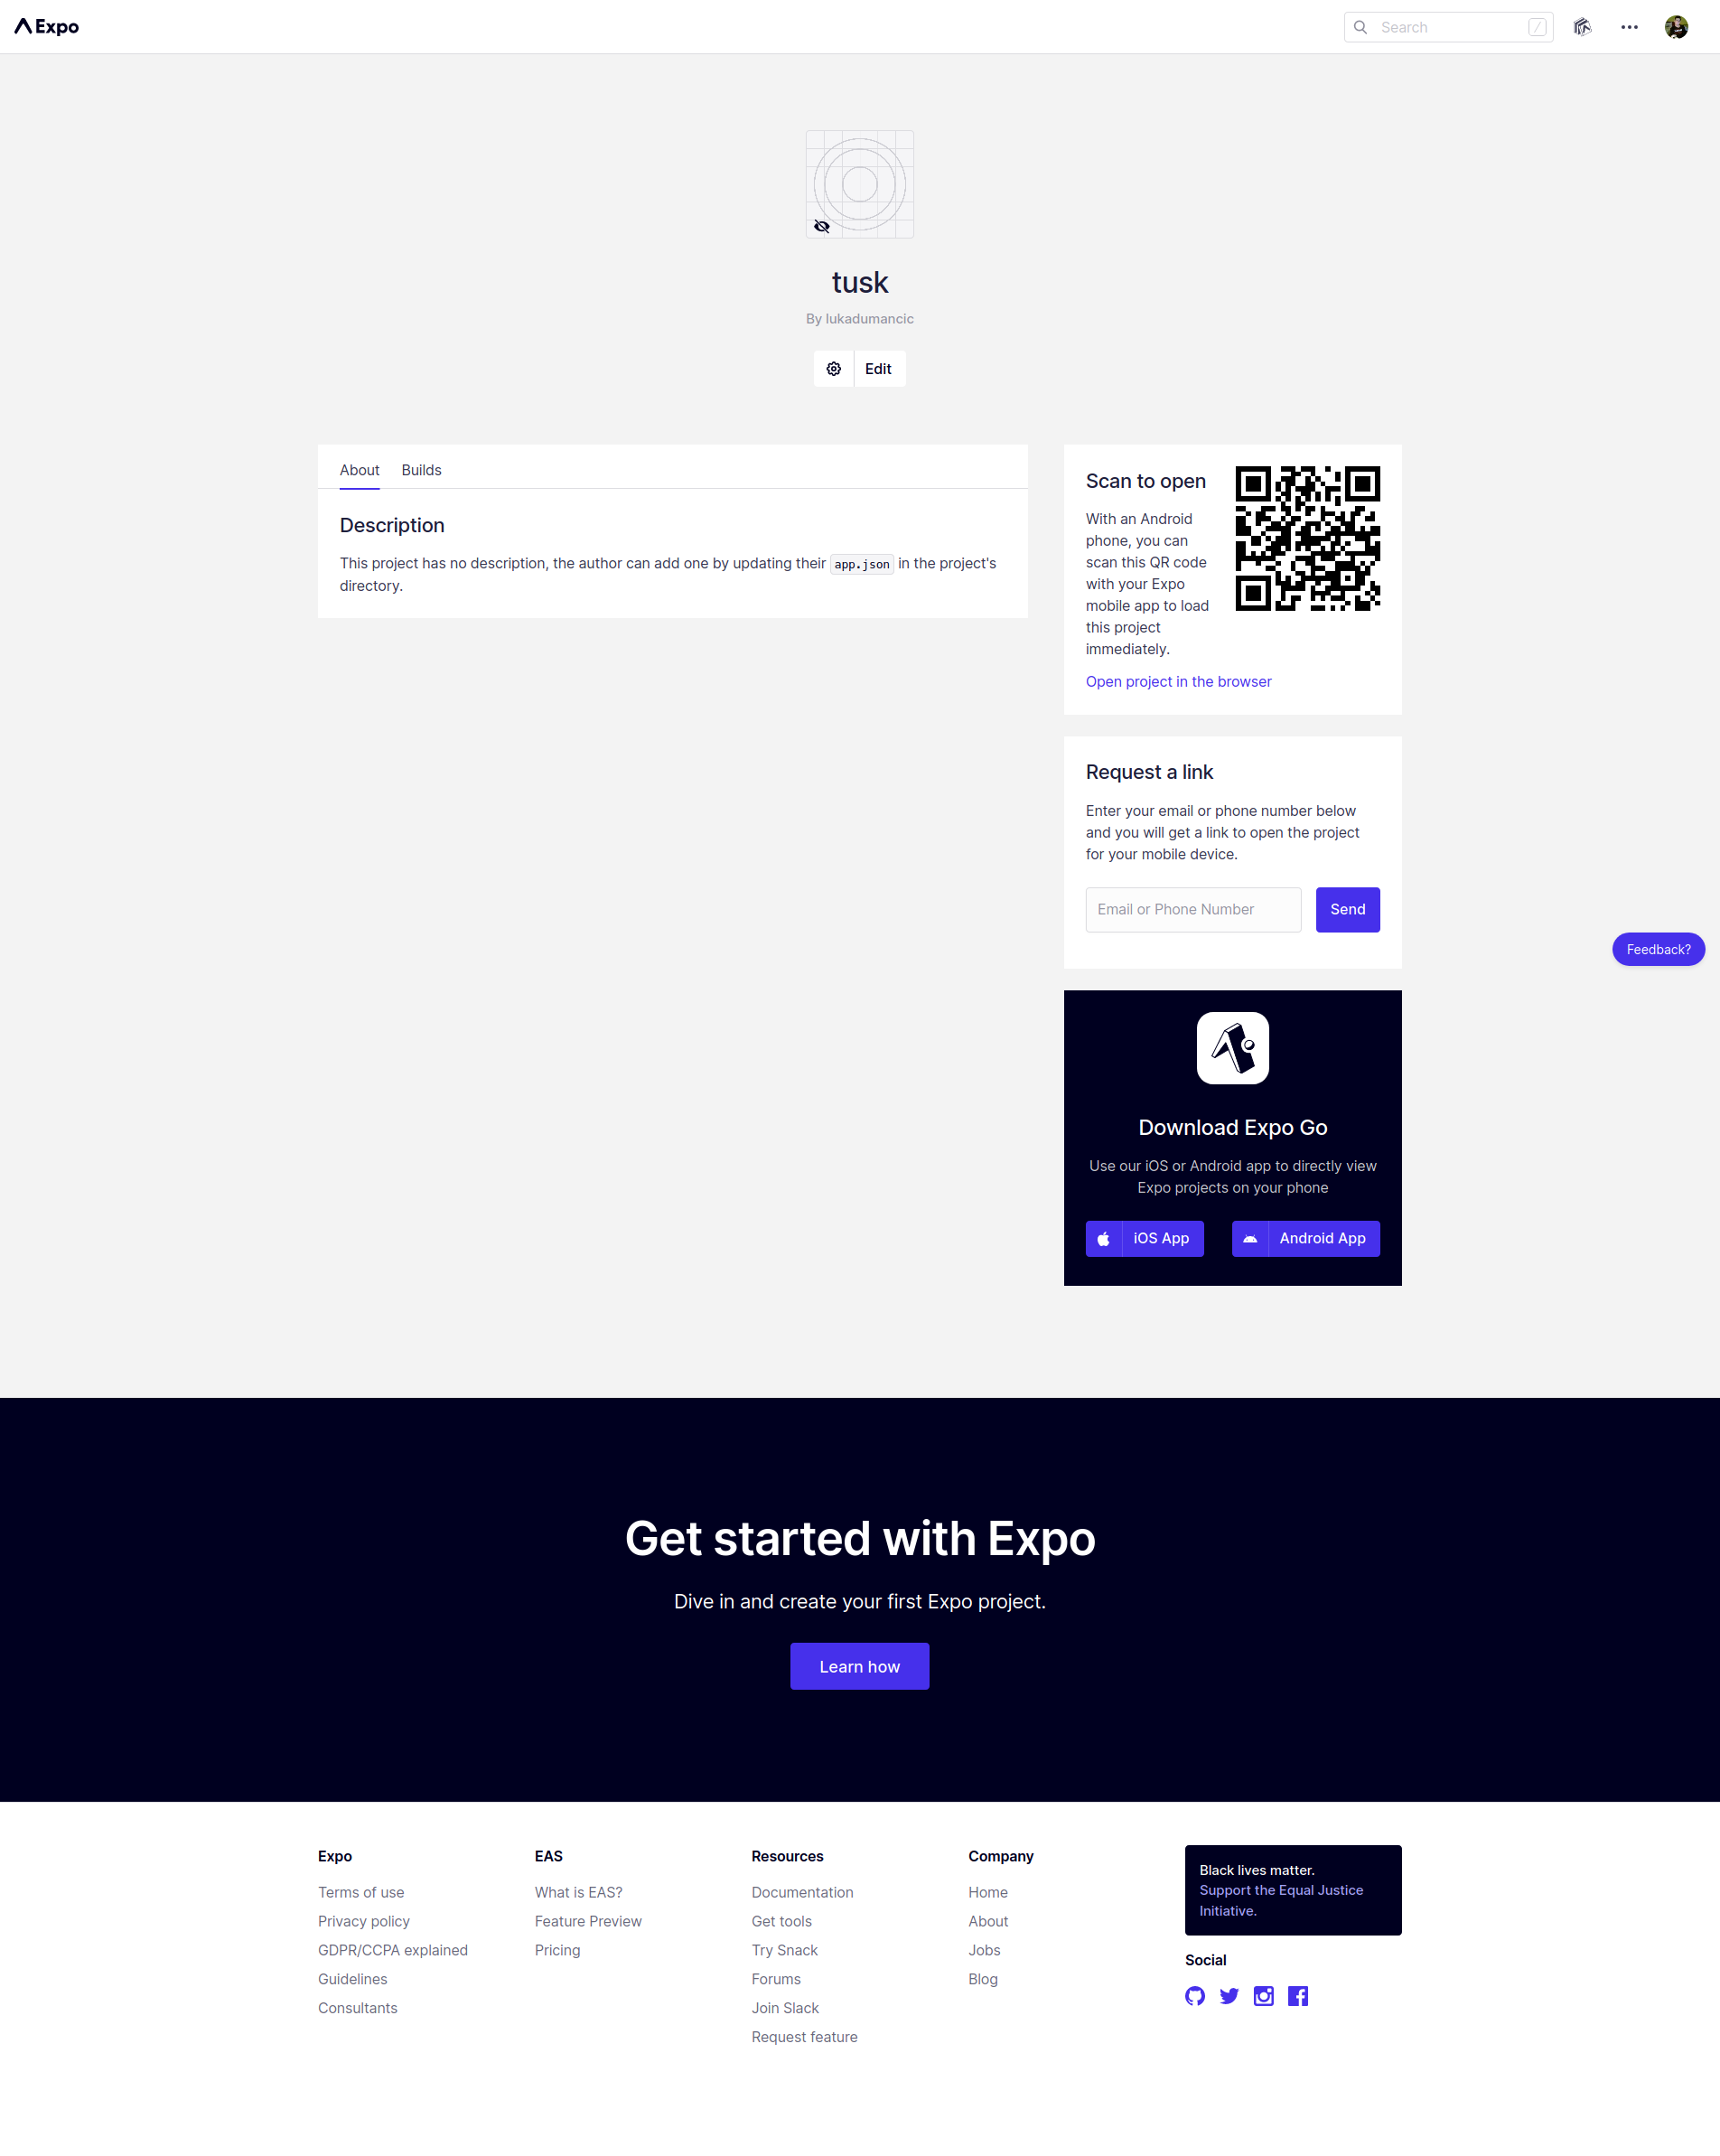 Expo
Search /
tusk
By lukadumancic
Edit
About Builds
Description
This project has no description, the author can add one by updating their app.json in the project's
directory.
Scan to open
With an Android
phone, you can
scan this QR code
with your Expo
mobile app to load
this project
immediately.
Open project in the browser
Request a link
Enter your email or phone number below
and you will get a link to open the project
for your mobile device.
Email or Phone Number
Send
Feedback?
Download Expo Go
Use our iOS or Android app to directly view
Expo projects on your phone
iOS App
Android App
Get started with Expo
Dive in and create your first Expo project.
Learn how
Expo
Terms of use
Privacy policy
GDPR/CCPA explained
Guidelines
Consultants
EAS
What is EAS?
Feature Preview
Pricing
Resources
Documentation
Get tools
Try Snack
Forums
Join Slack
Request feature
Company
Home
About
Jobs
Blog
Black lives matter.
Support the Equal Justice
Initiative.
Social